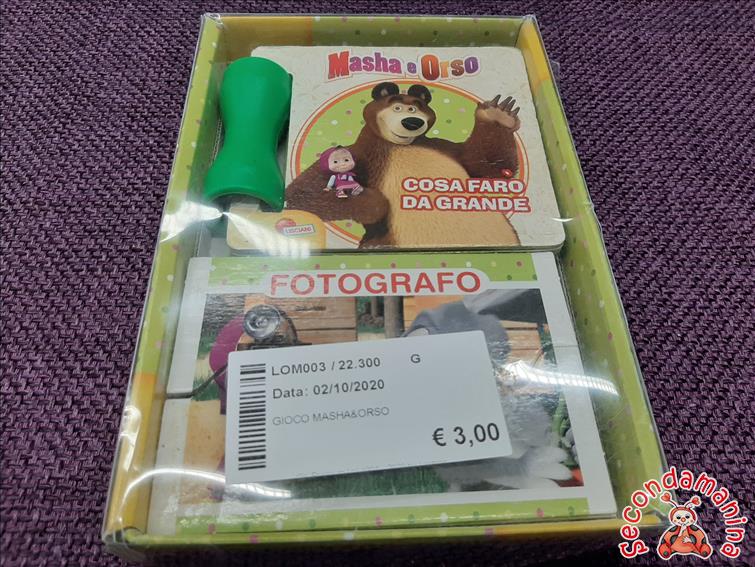 Masha e Orso
COSA FARO
DA GRANDE
LISCIANI
FOTOGRAFO
LOM003 / 22.300 G
Data: 02/10/2020
GIOCO MASHA&ORSO
€ 3,00
Secondamanina